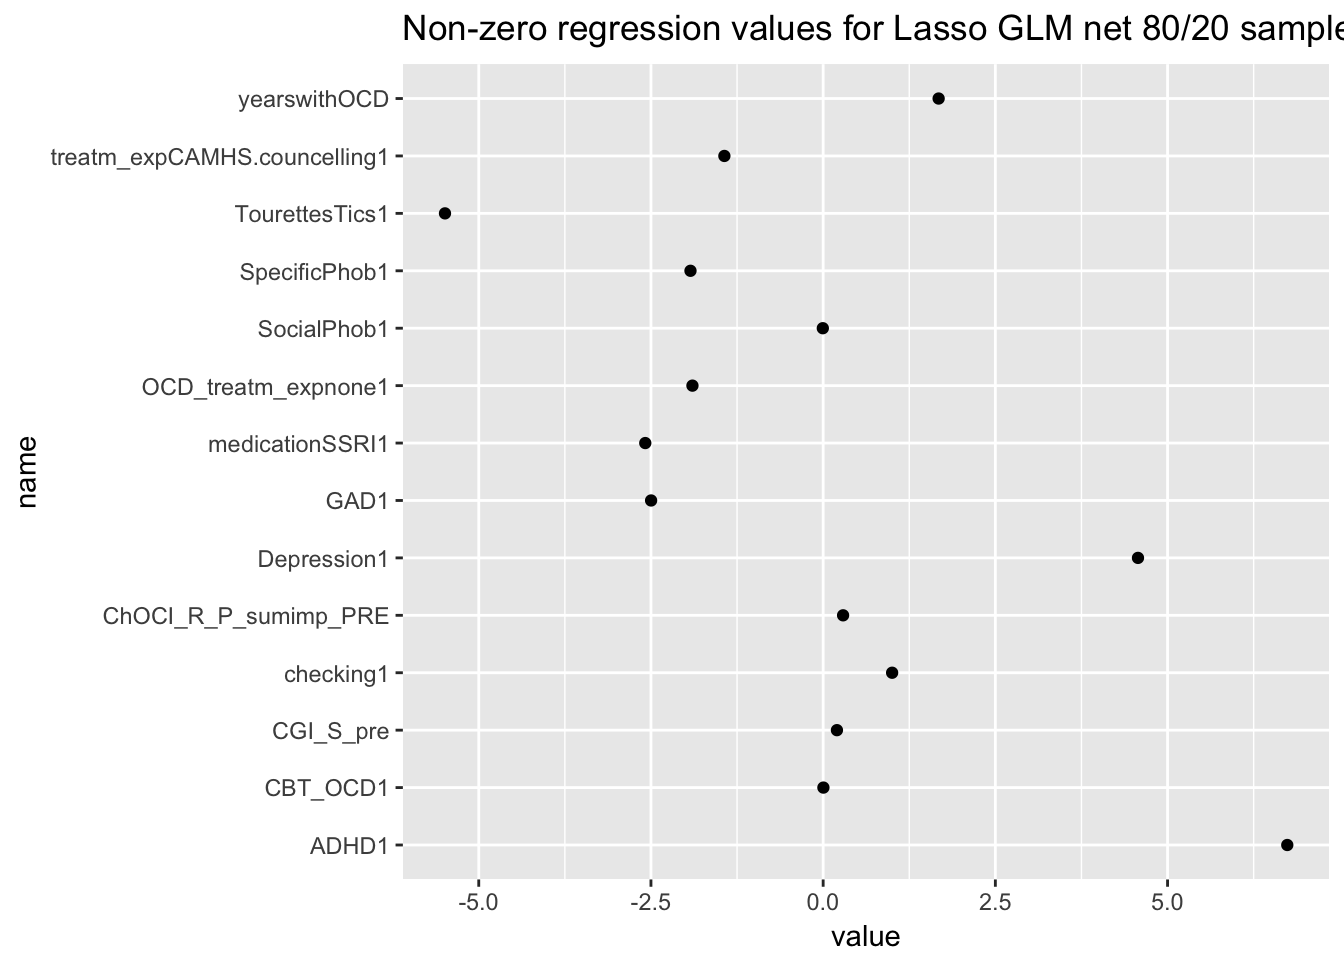 Non-zero regression values for Lasso GLM net 80/20 sample
yearswithOCD
treatm_expCAMHS.councelling1
TourettesTics1
SpecificPhob1
SocialPhob1
OCD_treatm_expnone1
medicationSSRI1
GAD1
Depression1
ChOCI_R_P_sumimp_PRE
checking1
CGI_S_pre
CBT_OCD1
ADHD1
name
-5.0 -2.5 0.0 2.5 5.0
value